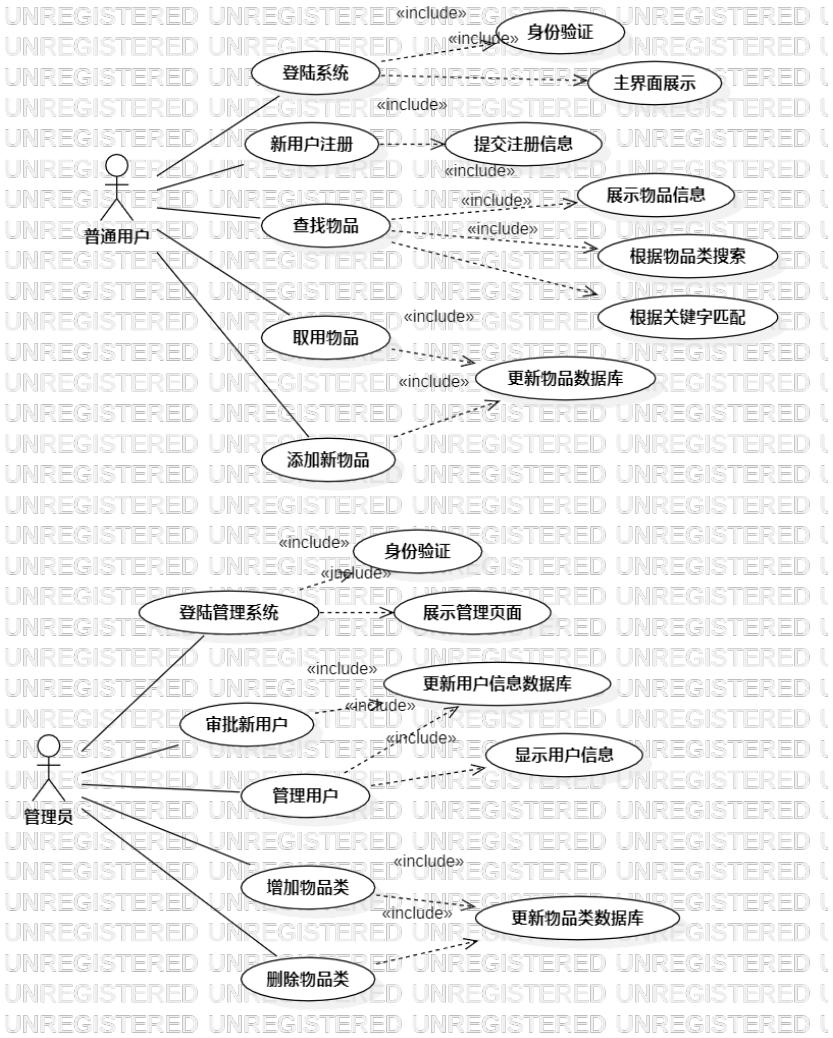 «include»
身份验证
«include»
登陆系统
主界面展示
«include»
新用户注册
提交注册信息
«include»
展示物品信息
«include»
查找物品
«include»
根据物品类搜索
普通用户
根据关键字匹配
«include»
取用物品
更新物品数据库
«include»
添加新物品
«include»
身份验证
«include»
登陆管理系统
展示管理页面
«include»
更新用户信息数据库
«include»
审批新用户
«include»
显示用户信息
管理用户
管理员
«include»
增加物品类
«include»
更新物品类数据库
删除物品类
UNREGISTERED